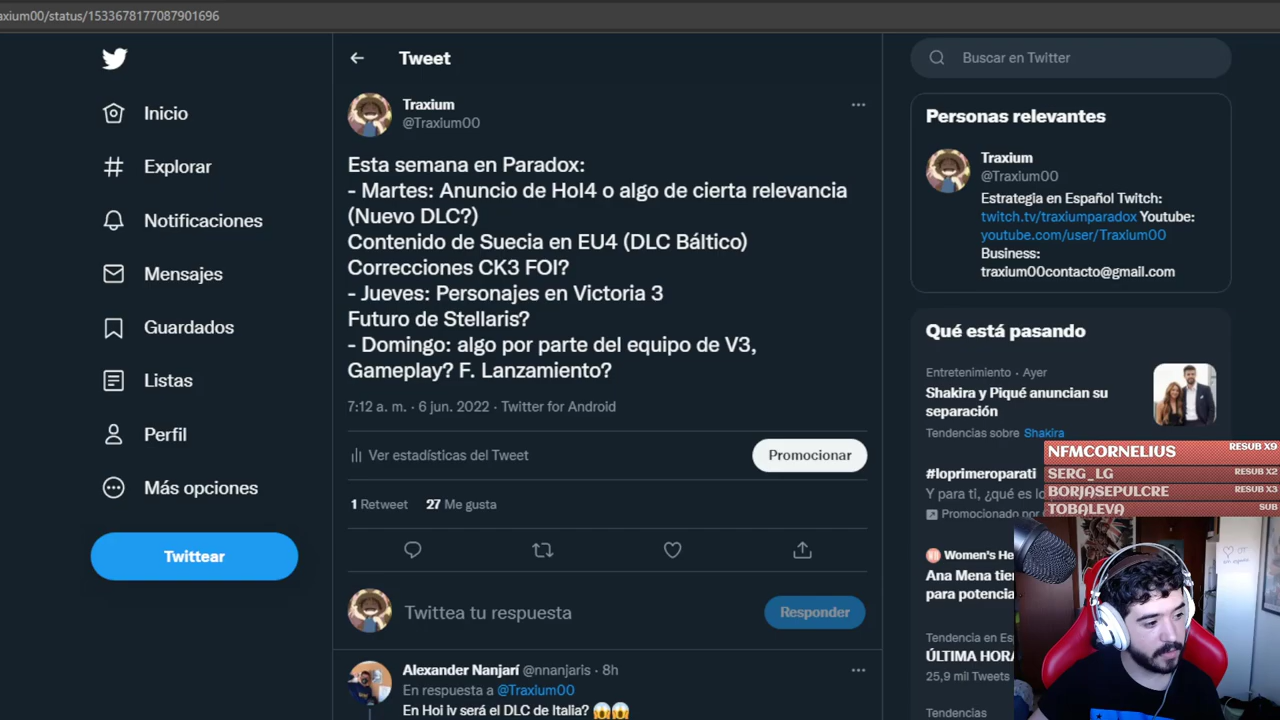 axium00/status/1533678177087901696
Inicio
Explorar
Notificaciones
Mensajes
Guardados
Listas
Perfil
Más opciones
Twittear
Tweet
Traxium
@Traxium00
Esta semana en Paradox:
- Martes: Anuncio de HoI4 o algo de cierta relevancia
(Nuevo DLC?)
Contenido de Suecia en EU4 (DLC Báltico)
Correcciones CK3 FOI?
- Jueves: Personajes en Victoria 3
Futuro de Stellaris?
- Domingo: algo por parte del equipo de V3,
Gameplay? F. Lanzamiento?
7:12 a. m. · 6 jun. 2022 · Twitter for Android
Ver estadísticas del Tweet
Promocionar
1 Retweet 27 Me gusta
Twittea tu respuesta
Responder
Alexander Nanjarí @nnanjaris · 8h
En respuesta a @Traxium00
En Hoi iv será el DLC de Italia? 😱😱
Buscar en Twitter
Personas relevantes
Traxium
@Traxium00
Estrategia en Español Twitch:
twitch.tv/traxiumparadox Youtube:
youtube.com/user/Traxium00
Business:
traxium00contacto@gmail.com
Qué está pasando
Entretenimiento · Ayer
Shakira y Piqué anuncian su
separación
Tendencias sobre Shakira
#loprimeroparati
Y para ti, ¿qué es lo
Promocionado por
NFMCORNELIUS RESUB X9
SERG_LG RESUB X2
BORJASEPULCRE RESUB X3
TOBALEVA SUB
Women's He
Ana Mena tie
para potencia
Tendencia en Es
ÚLTIMA HORA
25,9 mil Tweets
Tendencias